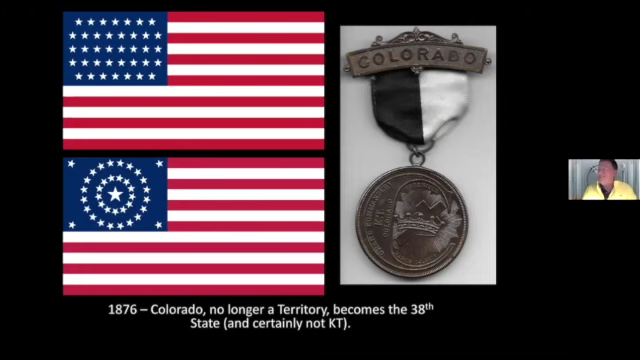 COLORADO
1876 – Colorado, no longer a Territory, becomes the 38th
State (and certainly not KT).